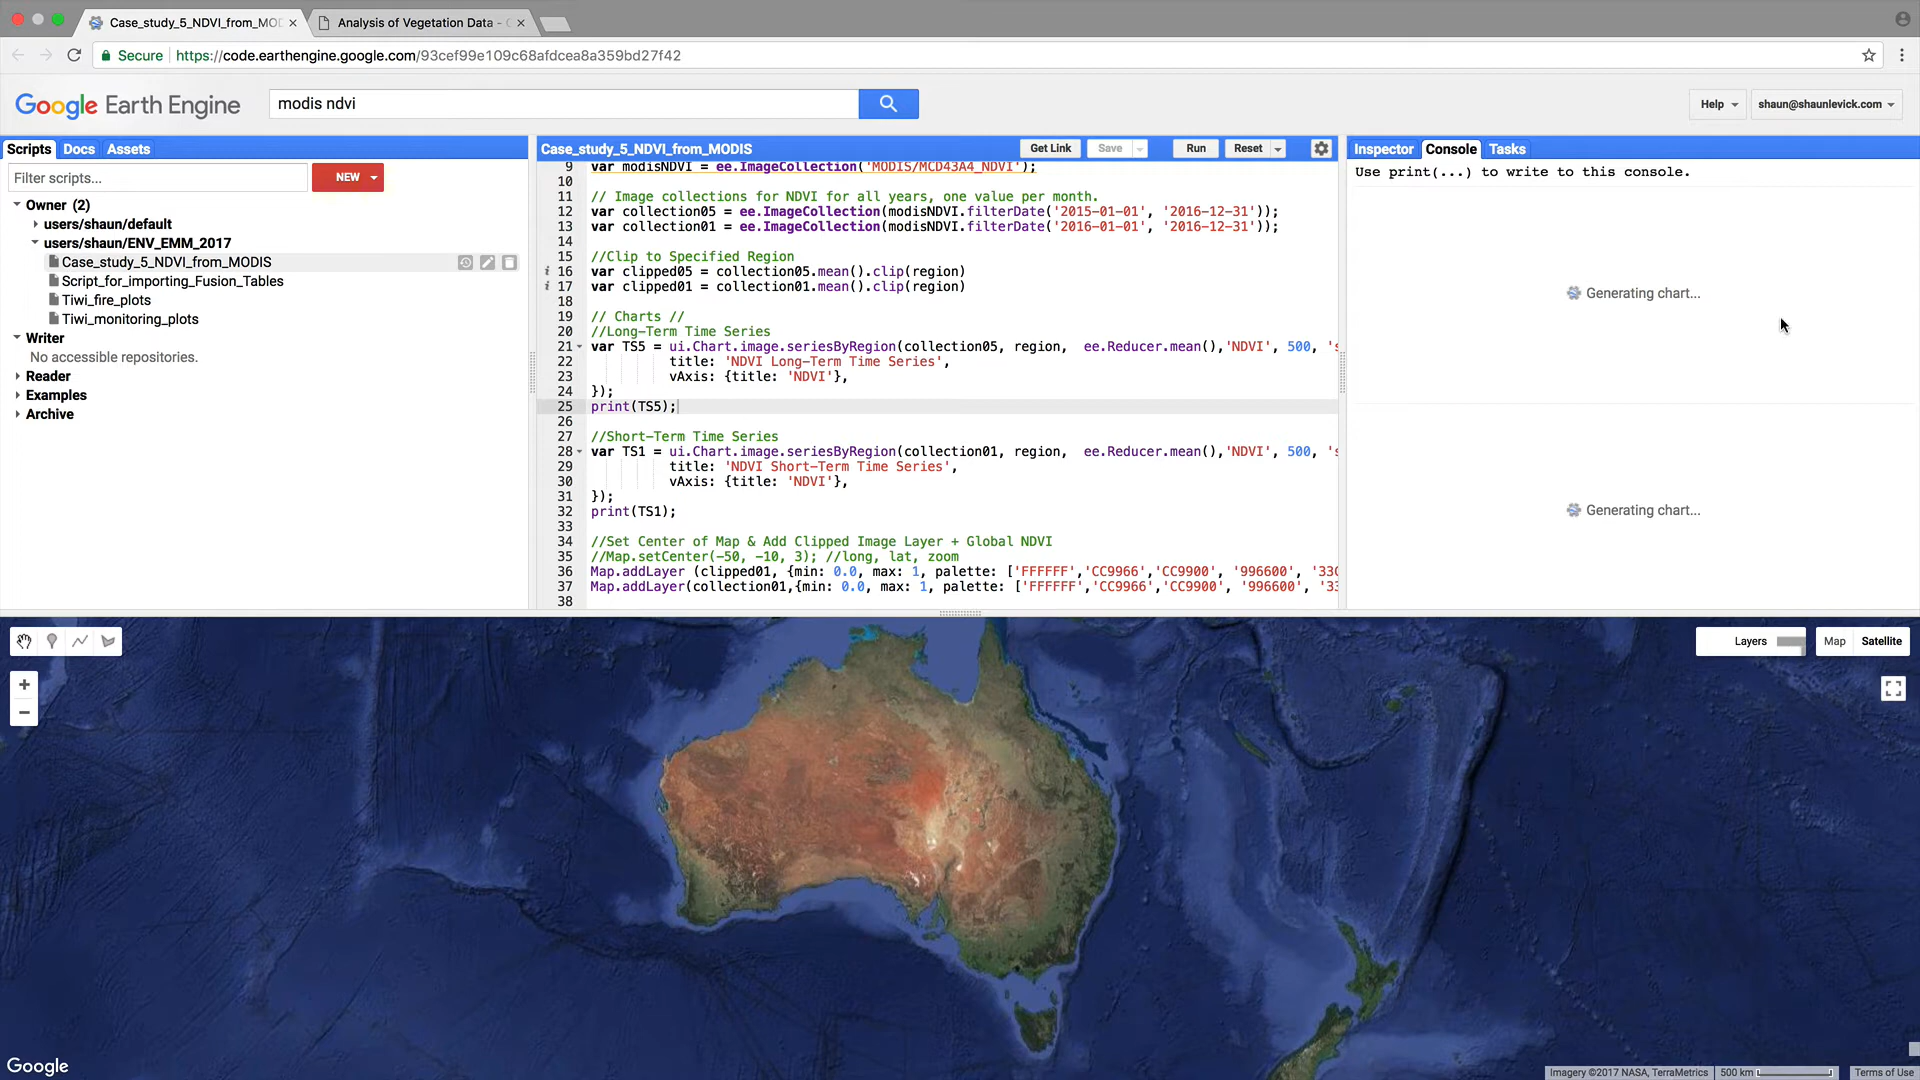 Case_study_5_NDVI_from_MOD
Analysis of Vegetation Data -
Secure
https://code.earthengine.google.com/93cef99e109c68afdcea8a359bd27f42
Google Earth Engine
modis ndvi
Help
shaun@shaunlevick.com
Scripts
Docs
Assets
Filter scripts...
NEW
Owner (2)
users/shaun/default
users/shaun/ENV_EMM_2017
Case_study_5_NDVI_from_MODIS
Script_for_importing_Fusion_Tables
Tiwi_fire_plots
Tiwi_monitoring_plots
Writer
No accessible repositories.
Reader
Examples
Archive
Case_study_5_NDVI_from_MODIS
Get Link
Save
Run
Reset
9 var modisNDVI = ee.ImageCollection('MODIS/MCD43A4_NDVI');
10
11 // Image collections for NDVI for all years, one value per month.
12 var collection05 = ee.ImageCollection(modisNDVI.filterDate('2015-01-01', '2016-12-31'));
13 var collection01 = ee.ImageCollection(modisNDVI.filterDate('2016-01-01', '2016-12-31'));
14
15 //Clip to Specified Region
i 16 var clipped05 = collection05.mean().clip(region)
i 17 var clipped01 = collection01.mean().clip(region)
18
19 // Charts //
20 //Long-Term Time Series
21 var TS5 = ui.Chart.image.seriesByRegion(collection05, region, ee.Reducer.mean(),'NDVI', 500, 's
22 title: 'NDVI Long-Term Time Series',
23 vAxis: {title: 'NDVI'},
24 });
25 print(TS5);
26
27 //Short-Term Time Series
28 var TS1 = ui.Chart.image.seriesByRegion(collection01, region, ee.Reducer.mean(),'NDVI', 500, 's
29 title: 'NDVI Short-Term Time Series',
30 vAxis: {title: 'NDVI'},
31 });
32 print(TS1);
33
34 //Set Center of Map & Add Clipped Image Layer + Global NDVI
35 //Map.setCenter(-50, -10, 3); //long, lat, zoom
36 Map.addLayer (clipped01, {min: 0.0, max: 1, palette: ['FFFFFF','CC9966','CC9900', '996600', '33C
37 Map.addLayer(collection01,{min: 0.0, max: 1, palette: ['FFFFFF','CC9966','CC9900', '996600', '33
38
Inspector
Console
Tasks
Use print(...) to write to this console.
Generating chart...
Generating chart...
+
−
Layers
Map
Satellite
Google
Imagery ©2017 NASA, TerraMetrics
500 km
Terms of Use